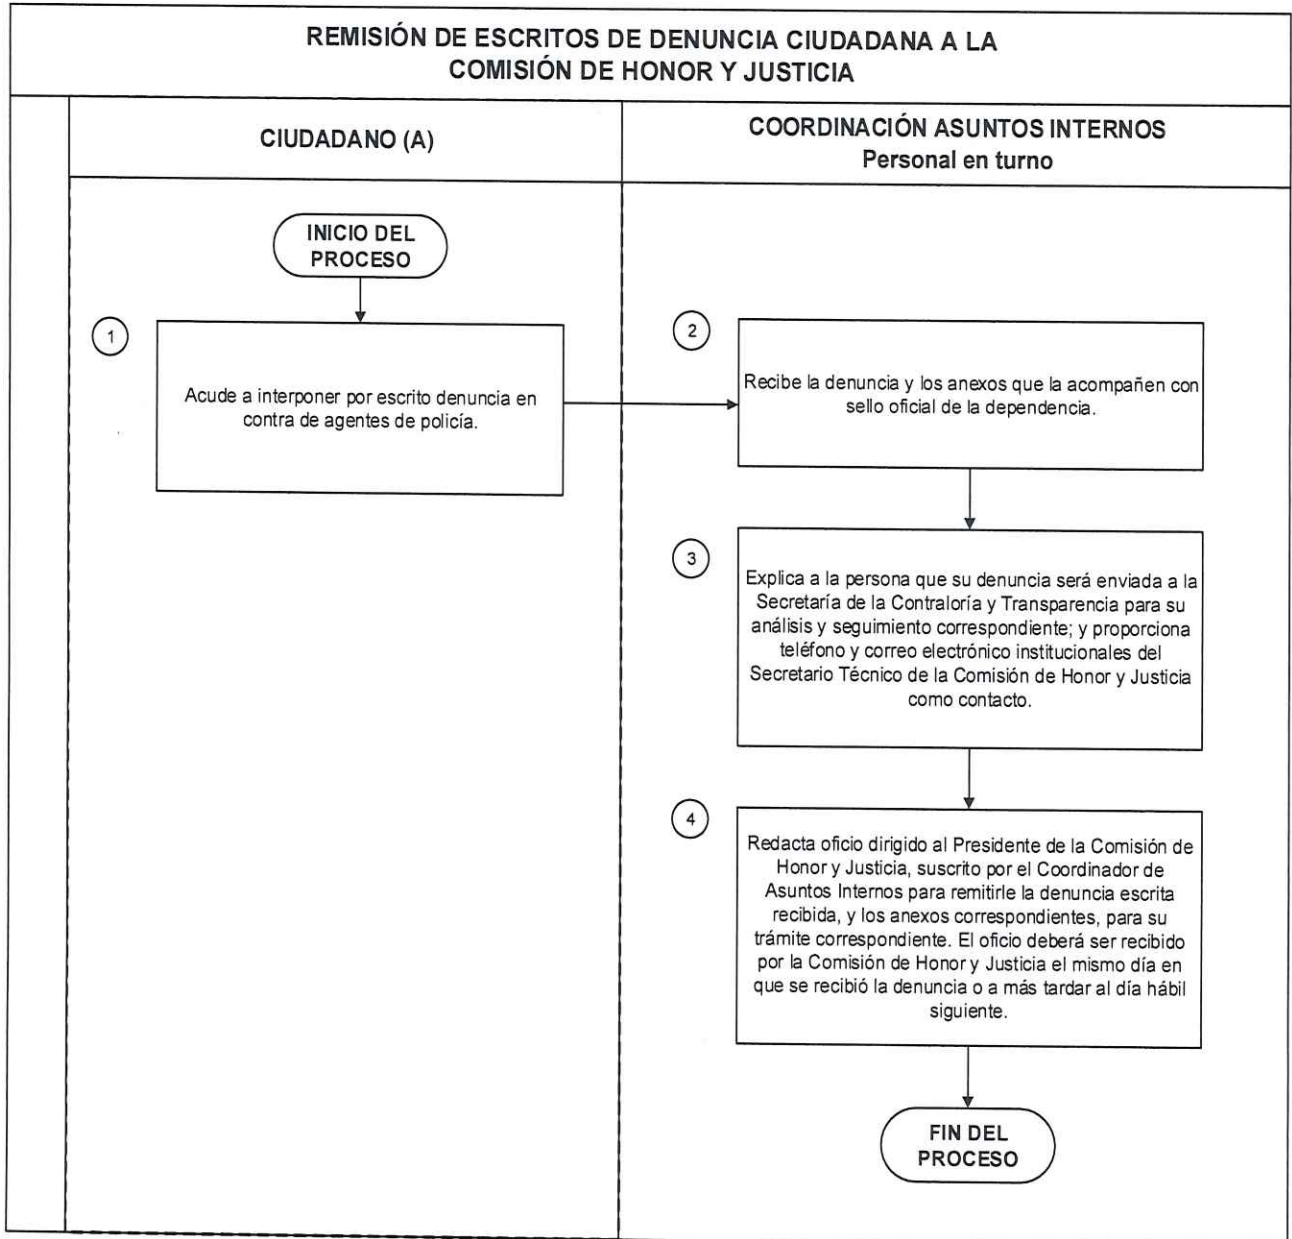 REMISIÓN DE ESCRITOS DE DENUNCIA CIUDADANA A LA
COMISIÓN DE HONOR Y JUSTICIA
CIUDADANO (A)
COORDINACIÓN ASUNTOS INTERNOS
Personal en turno
INICIO DEL
PROCESO
1
Acude a interponer por escrito denuncia en
contra de agentes de policía.
2
Recibe la denuncia y los anexos que la acompañen con
sello oficial de la dependencia.
3
Explica a la persona que su denuncia será enviada a la
Secretaría de la Contraloría y Transparencia para su
análisis y seguimiento correspondiente; y proporciona
teléfono y correo electrónico institucionales del
Secretario Técnico de la Comisión de Honor y Justicia
como contacto.
4
Redacta oficio dirigido al Presidente de la Comisión de
Honor y Justicia, suscrito por el Coordinador de
Asuntos Internos para remitirle la denuncia escrita
recibida, y los anexos correspondientes, para su
trámite correspondiente. El oficio deberá ser recibido
por la Comisión de Honor y Justicia el mismo día en
que se recibió la denuncia o a más tardar al día hábil
siguiente.
FIN DEL
PROCESO